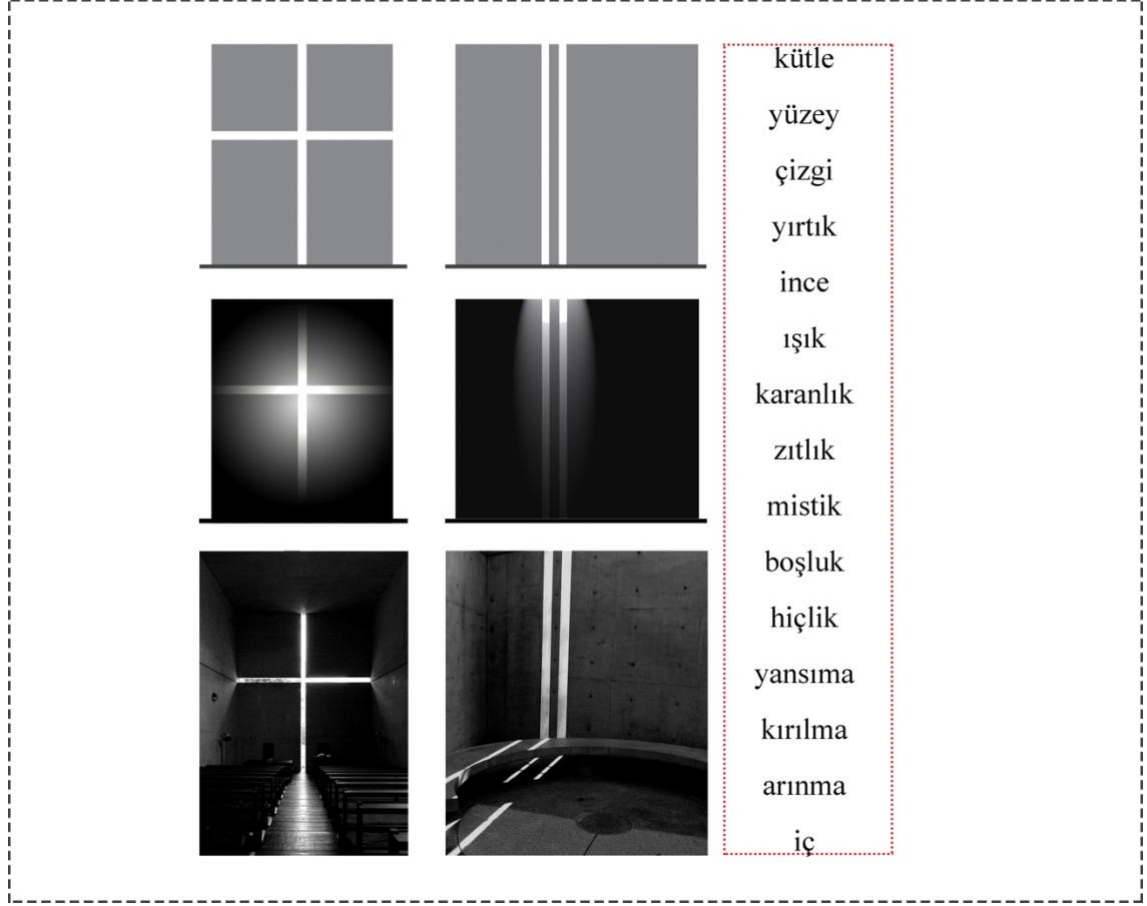 kütle
yüzey
çizgi
yırtık
ince
ışık
karanlık
zıtlık
mistik
boşluk
hiçlik
yansıma
kırılma
arınma
iç